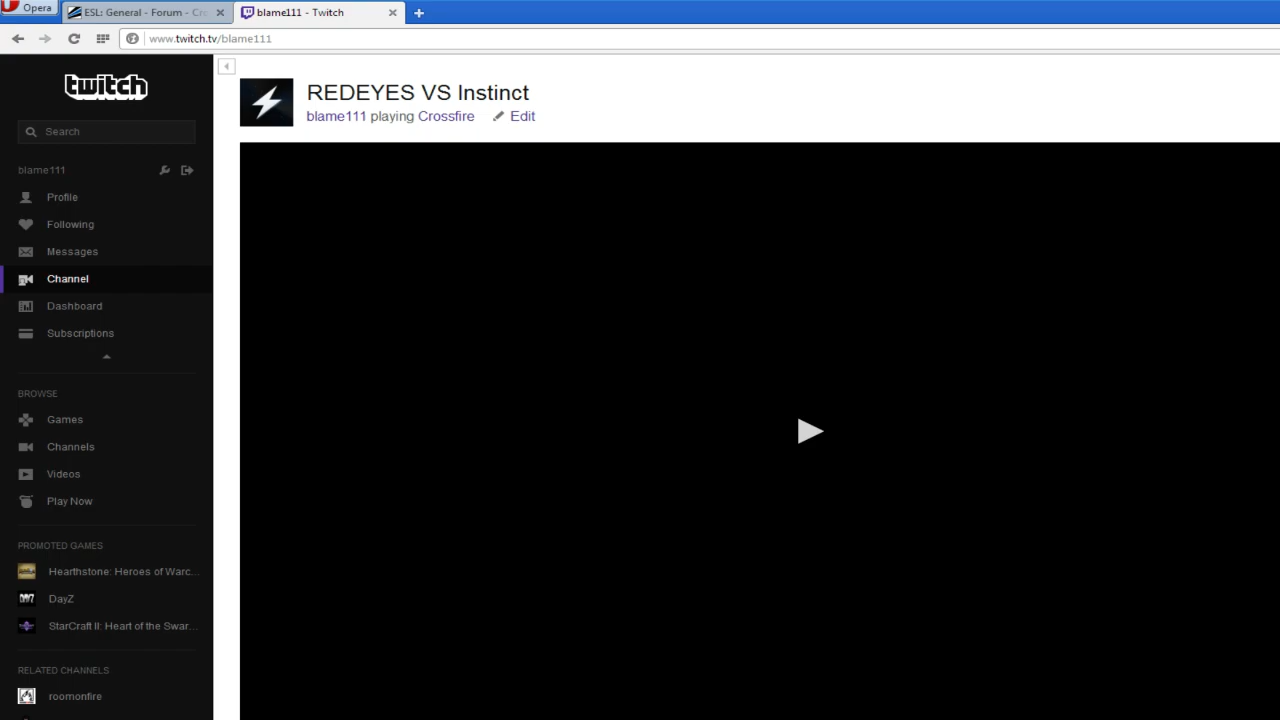 Opera
ESL: General - Forum - Cro
blame111 - Twitch
www.twitch.tv/blame111
twitch
Search
REDEYES VS Instinct
blame111 playing Crossfire
Edit
blame111
Profile
Following
Messages
Channel
Dashboard
Subscriptions
BROWSE
Games
Channels
Videos
Play Now
PROMOTED GAMES
Hearthstone: Heroes of Warc...
DayZ
StarCraft II: Heart of the Swar...
RELATED CHANNELS
roomonfire